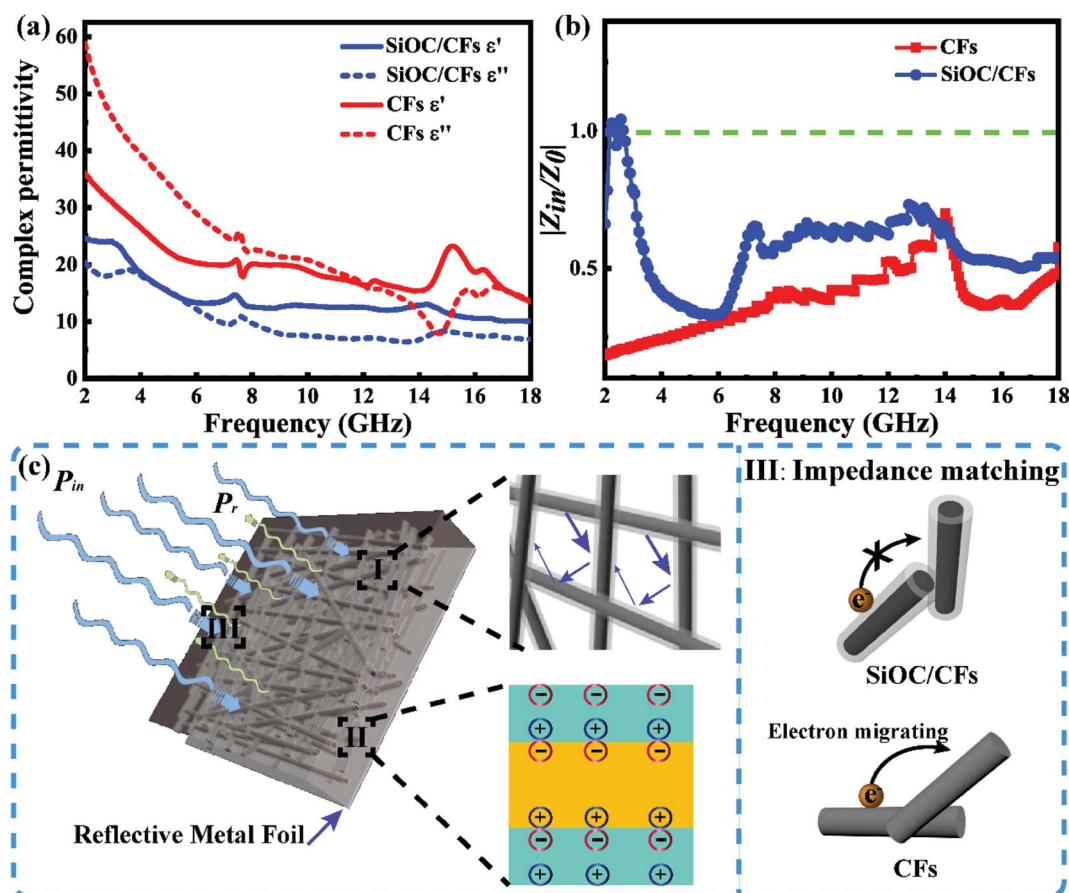 (a)
60
50
40
30
20
10
0
Complex permittivity
SiOC/CFs ε'
SiOC/CFs ε''
CFs ε'
CFs ε''
2 4 6 8 10 12 14 16 18
Frequency (GHz)
(b)
1.0
0.5
|Zin/Z0|
CFs
SiOC/CFs
2 4 6 8 10 12 14 16 18
Frequency (GHz)
(c)
Pin
Pr
I
III
II
Reflective Metal Foil
− − −
+ + +
− − −
+ + +
− − −
+ + +
III: Impedance matching
e-
SiOC/CFs
Electron migrating
e-
CFs